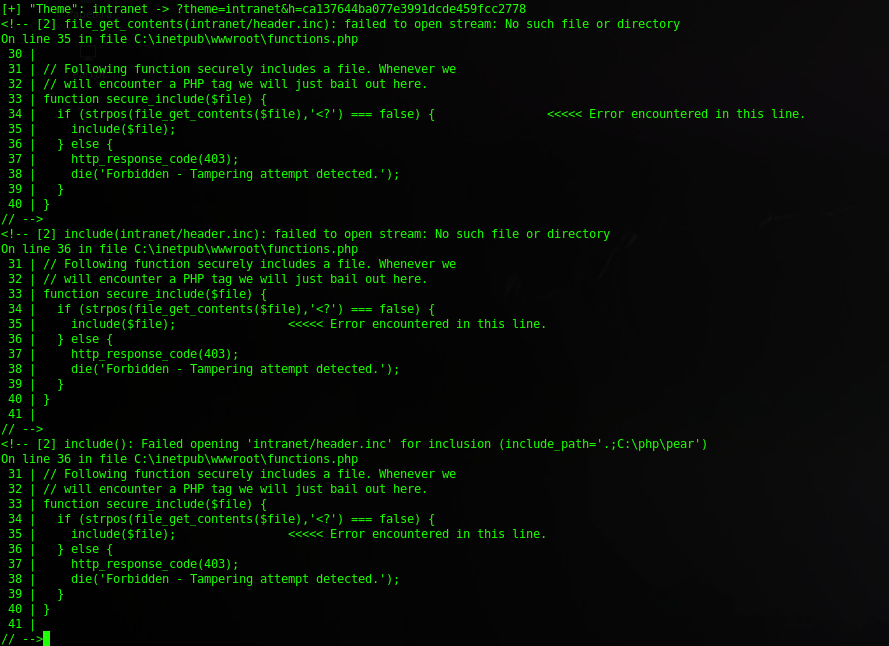 [+] "Theme": intranet -> ?theme=intranet&h=ca137644ba077e3991dcde459fcc2778
<!-- [2] file_get_contents(intranet/header.inc): failed to open stream: No such file or directory
On line 35 in file C:\inetpub\wwwroot\functions.php
 30 |
 31 | // Following function securely includes a file. Whenever we
 32 | // will encounter a PHP tag we will just bail out here.
 33 | function secure_include($file) {
 34 |   if (strpos(file_get_contents($file),'<?') === false) {                <<<<< Error encountered in this line.
 35 |     include($file);
 36 |   } else {
 37 |     http_response_code(403);
 38 |     die('Forbidden - Tampering attempt detected.');
 39 |   }
 40 | }
// -->
<!-- [2] include(intranet/header.inc): failed to open stream: No such file or directory
On line 36 in file C:\inetpub\wwwroot\functions.php
 31 | // Following function securely includes a file. Whenever we
 32 | // will encounter a PHP tag we will just bail out here.
 33 | function secure_include($file) {
 34 |   if (strpos(file_get_contents($file),'<?') === false) {
 35 |     include($file);                <<<<< Error encountered in this line.
 36 |   } else {
 37 |     http_response_code(403);
 38 |     die('Forbidden - Tampering attempt detected.');
 39 |   }
 40 | }
 41 |
// -->
<!-- [2] include(): Failed opening 'intranet/header.inc' for inclusion (include_path='.;C:\php\pear')
On line 36 in file C:\inetpub\wwwroot\functions.php
 31 | // Following function securely includes a file. Whenever we
 32 | // will encounter a PHP tag we will just bail out here.
 33 | function secure_include($file) {
 34 |   if (strpos(file_get_contents($file),'<?') === false) {
 35 |     include($file);                <<<<< Error encountered in this line.
 36 |   } else {
 37 |     http_response_code(403);
 38 |     die('Forbidden - Tampering attempt detected.');
 39 |   }
 40 | }
 41 |
// -->